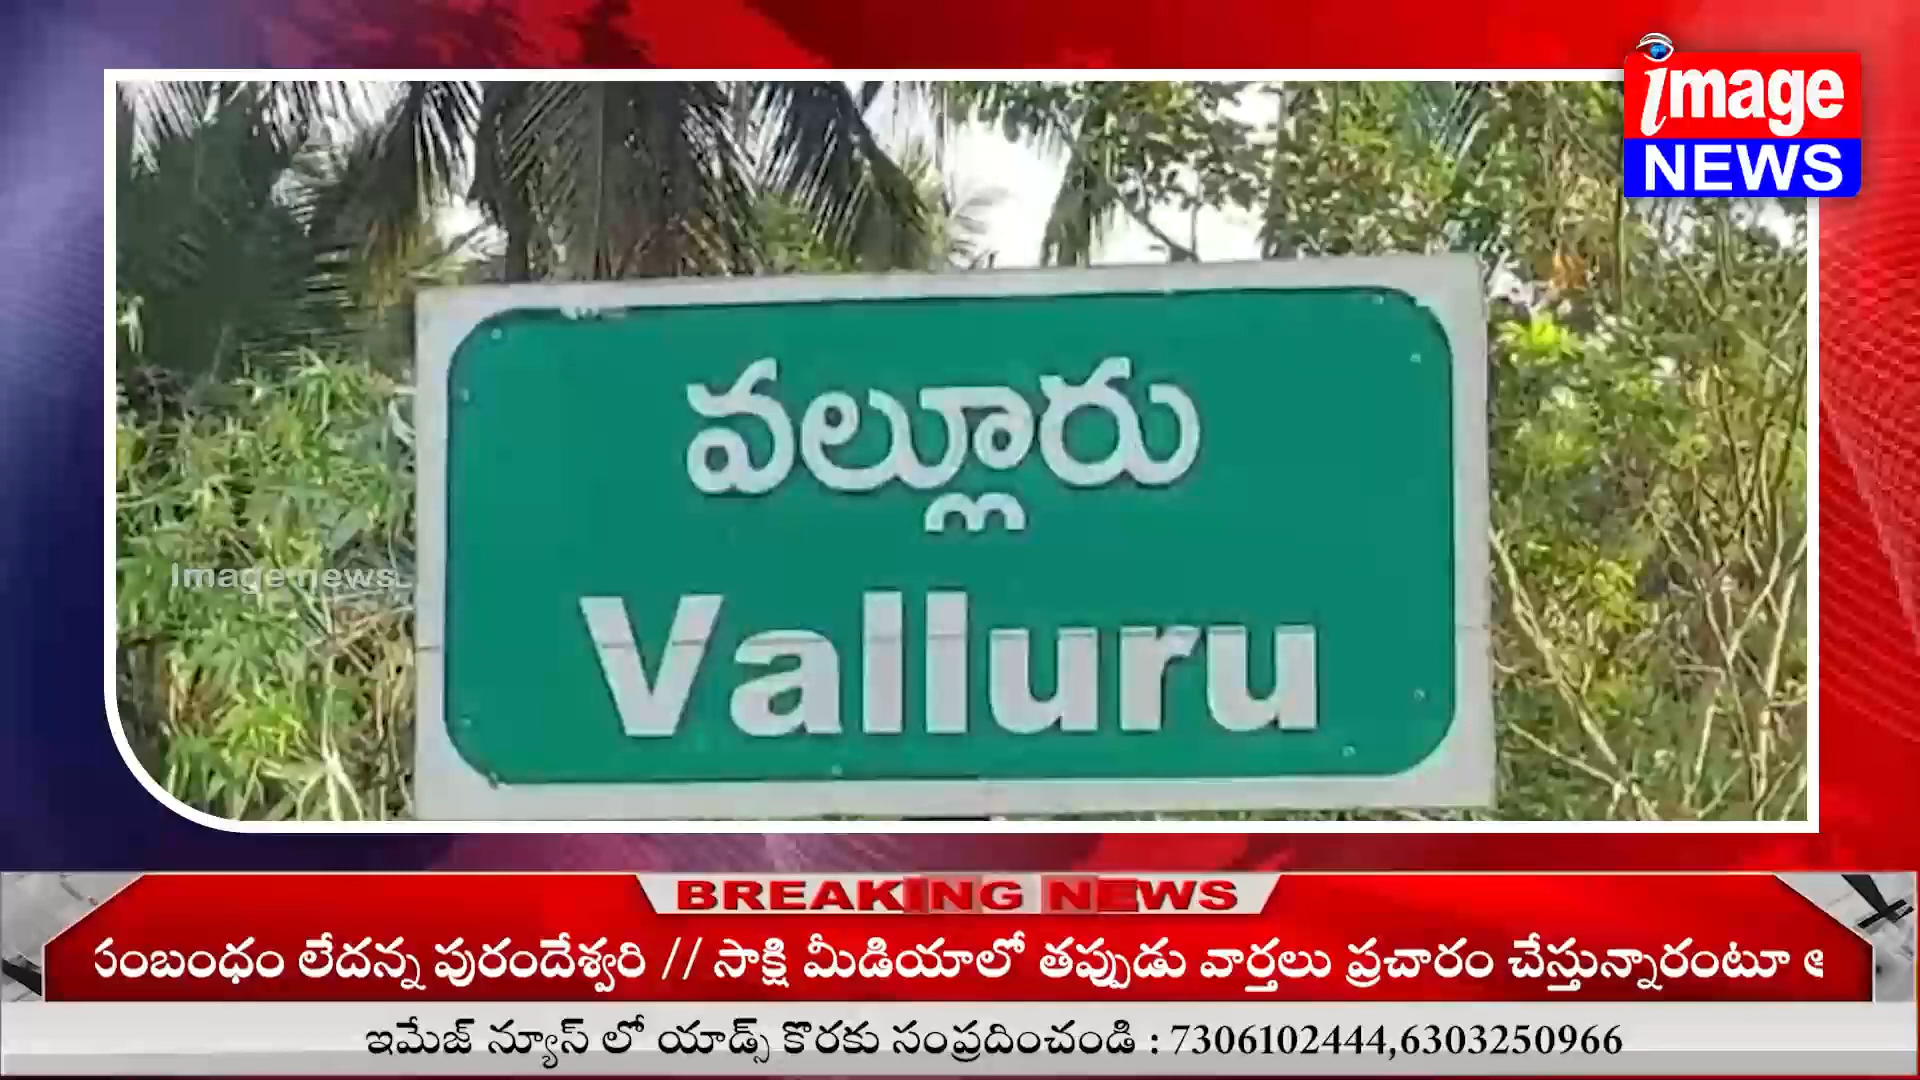 image
NEWS
వల్లూరు
Image news
Valluru
BREAKING NEWS
సంబంధం లేదన్న పురందేశ్వరి // సాక్షి మీడియాలో తప్పుడు వార్తలు ప్రచారం చేస్తున్నారంటూ
ఇమేజ్ న్యూస్ లో యాడ్స్ కొరకు సంప్రదించండి : 7306102444,6303250966